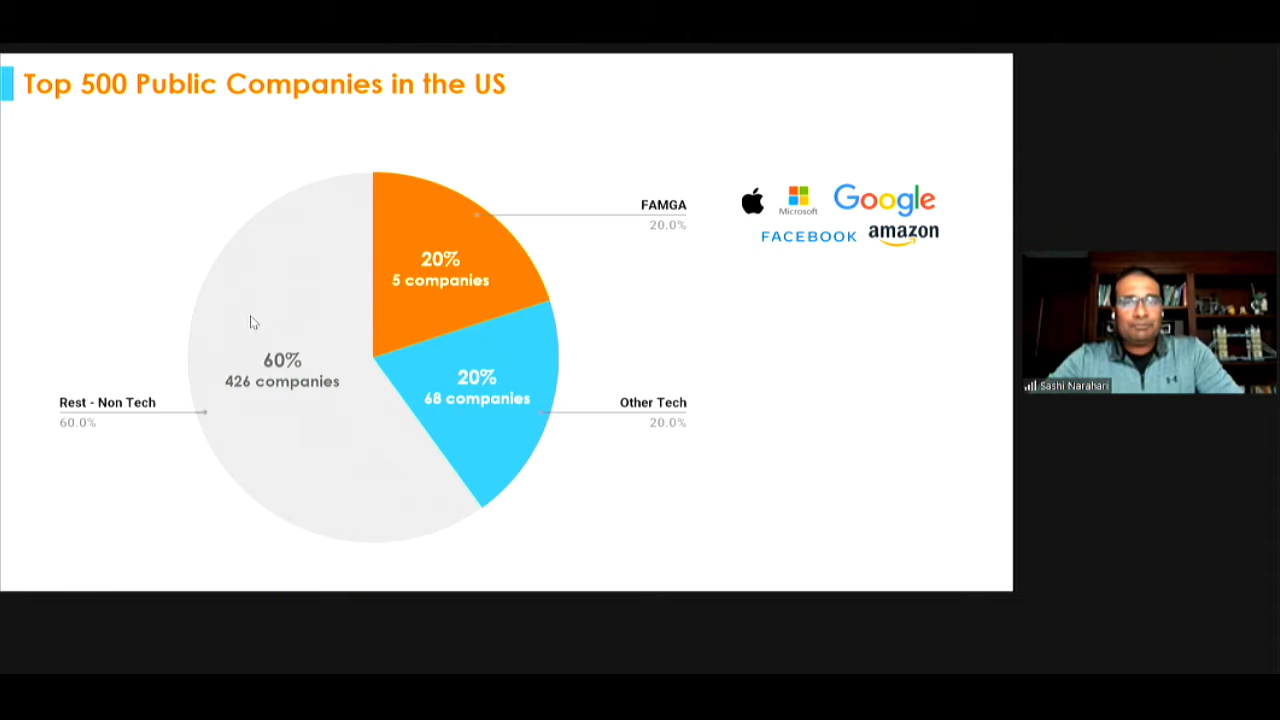 Top 500 Public Companies in the US
FAMGA
20.0%
20%
5 companies
Microsoft
Google
FACEBOOK
amazon
60%
426 companies
20%
68 companies
Rest - Non Tech
60.0%
Other Tech
20.0%
Sashi Narahari